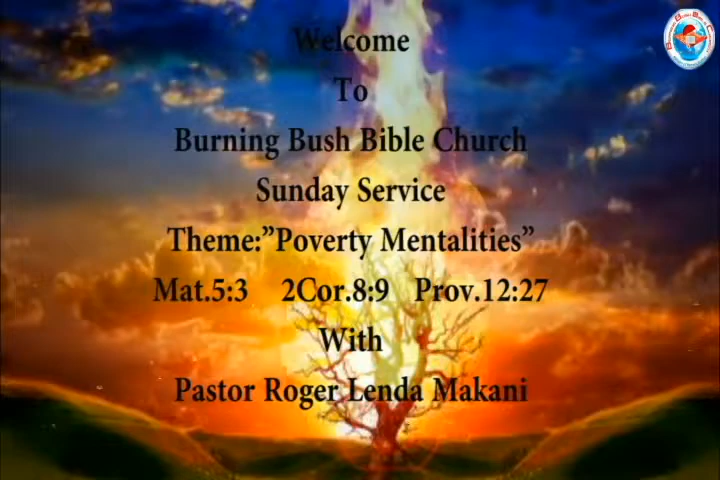 Welcome
To
Burning Bush Bible Church
Sunday Service
Theme:”Poverty Mentalities”
Mat.5:3 2Cor.8:9 Prov.12:27
With
Pastor Roger Lenda Makani